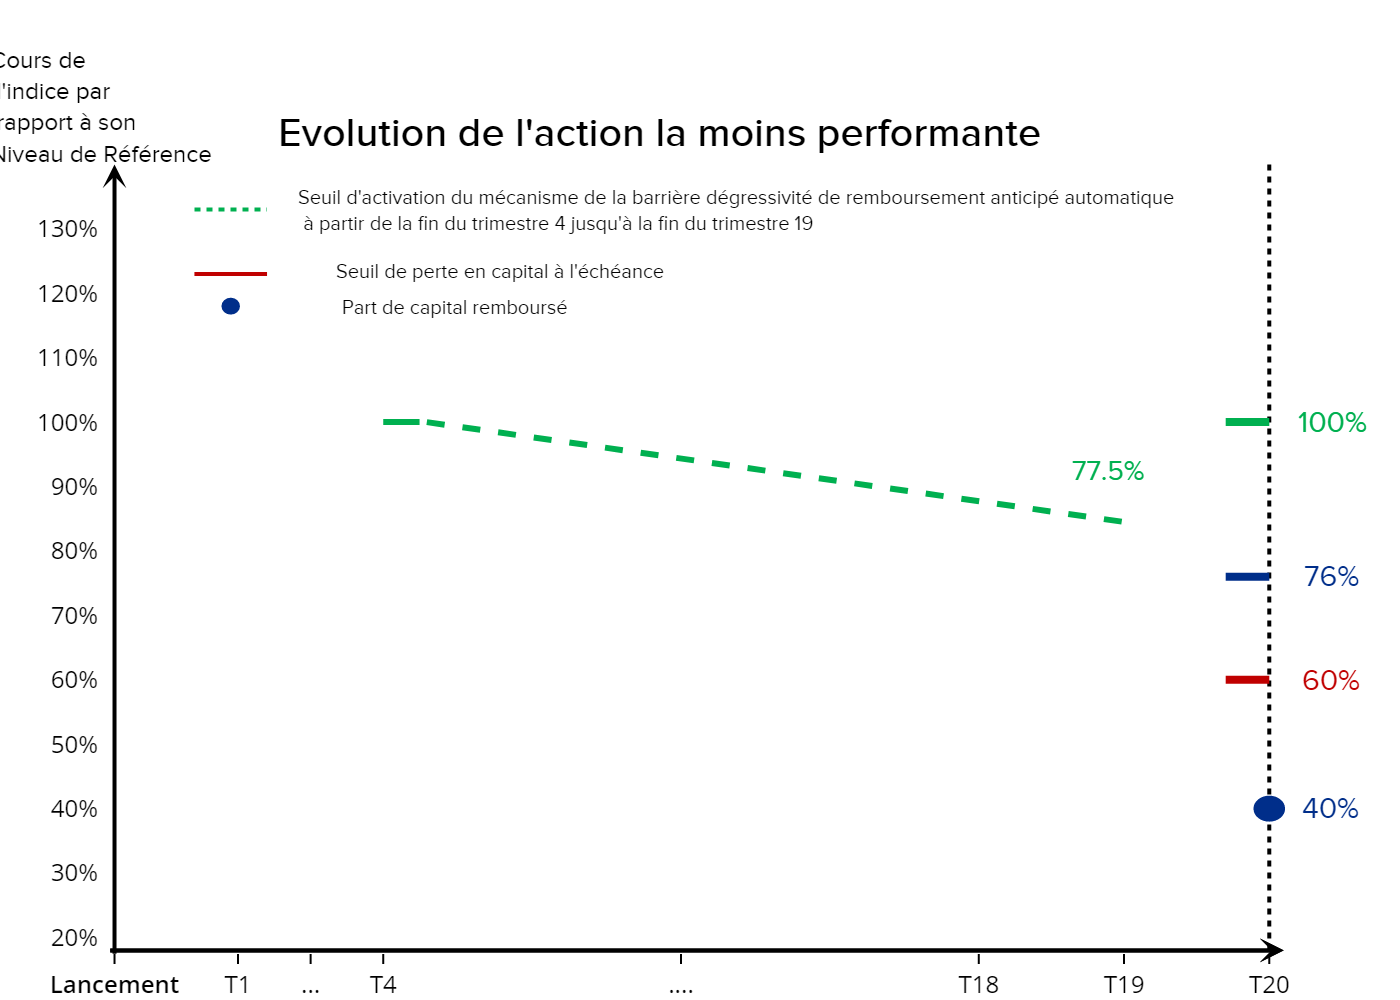 Cours de
l'indice par
rapport à son
Niveau de Référence
Evolution de l'action la moins performante
Seuil d'activation du mécanisme de la barrière dégressivité de remboursement anticipé automatique
à partir de la fin du trimestre 4 jusqu'à la fin du trimestre 19
Seuil de perte en capital à l'échéance
Part de capital remboursé
130%
120%
110%
100%
90%
80%
70%
60%
50%
40%
30%
20%
77.5%
100%
76%
60%
40%
Lancement T1 ... T4 .... T18 T19 T20